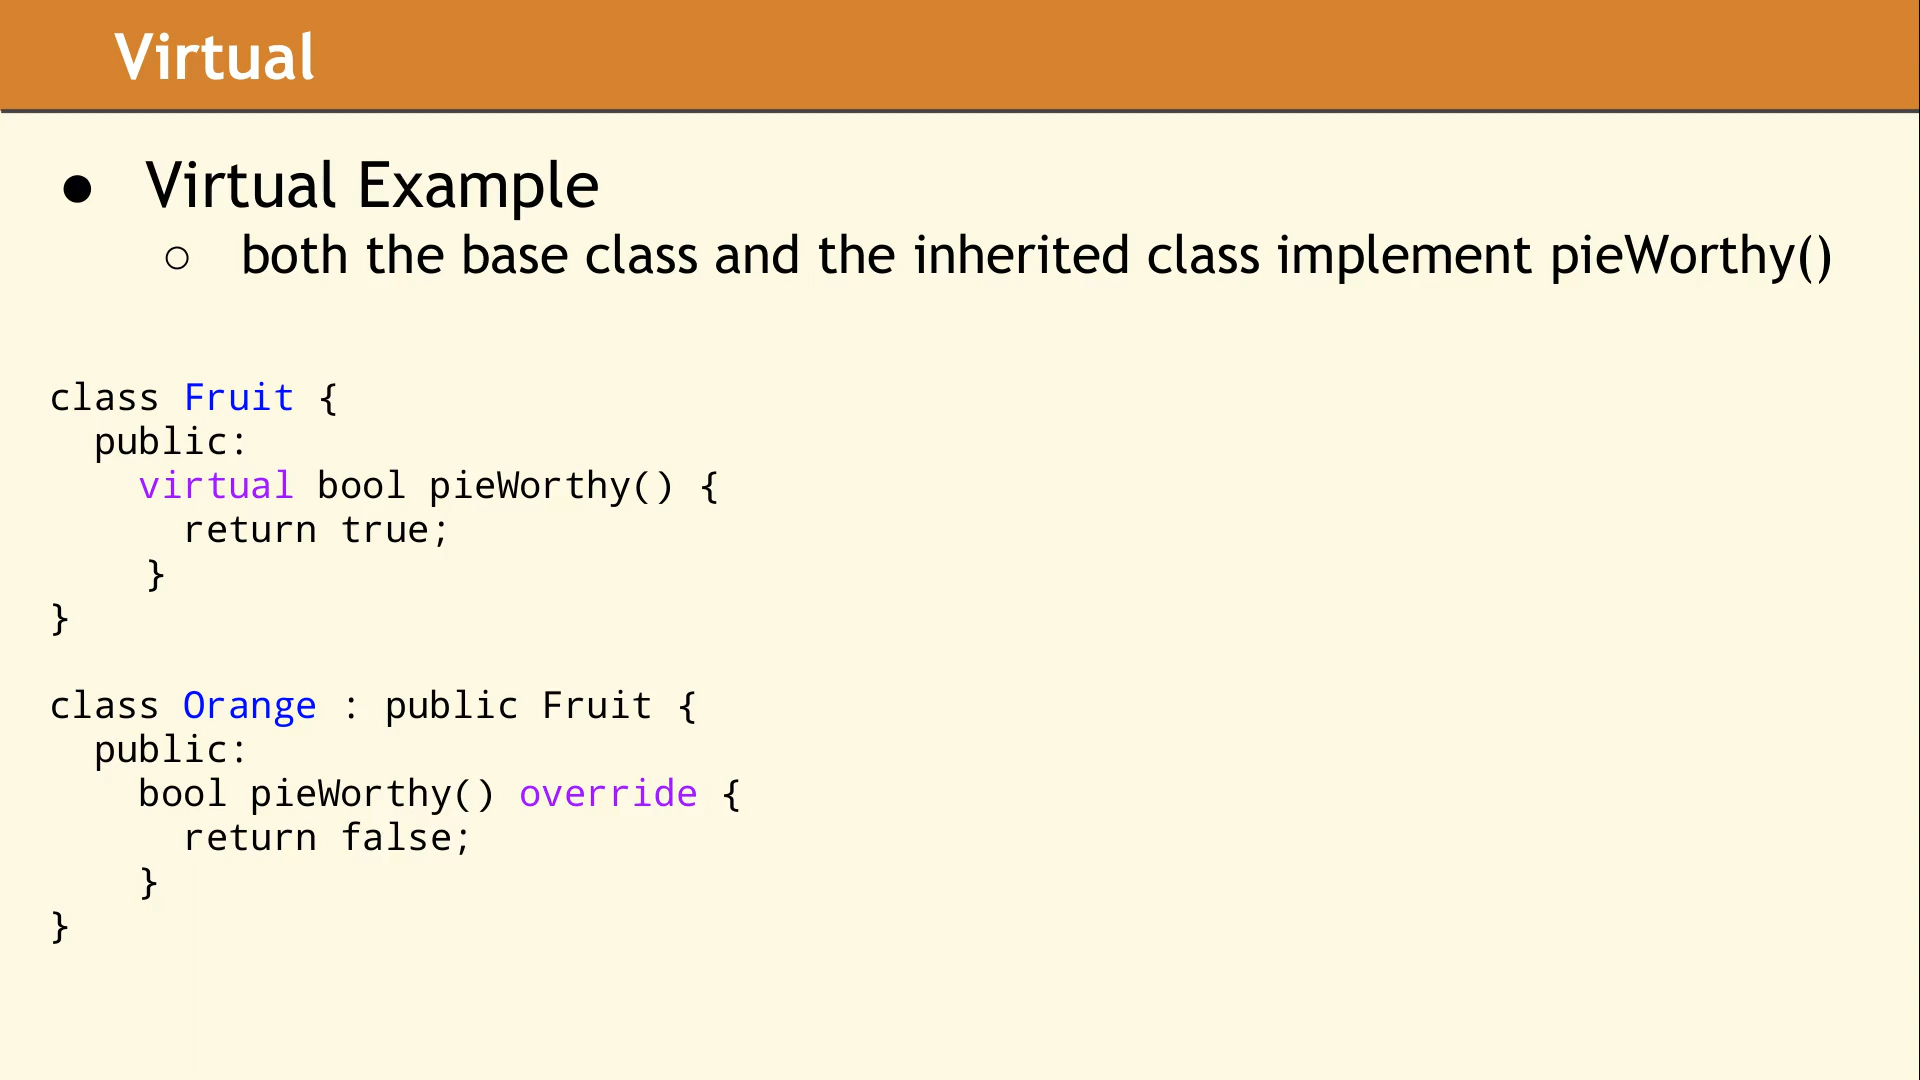 Virtual
● Virtual Example
○ both the base class and the inherited class implement pieWorthy()
class Fruit {
  public:
    virtual bool pieWorthy() {
      return true;
    }
}
class Orange : public Fruit {
  public:
    bool pieWorthy() override {
      return false;
    }
}